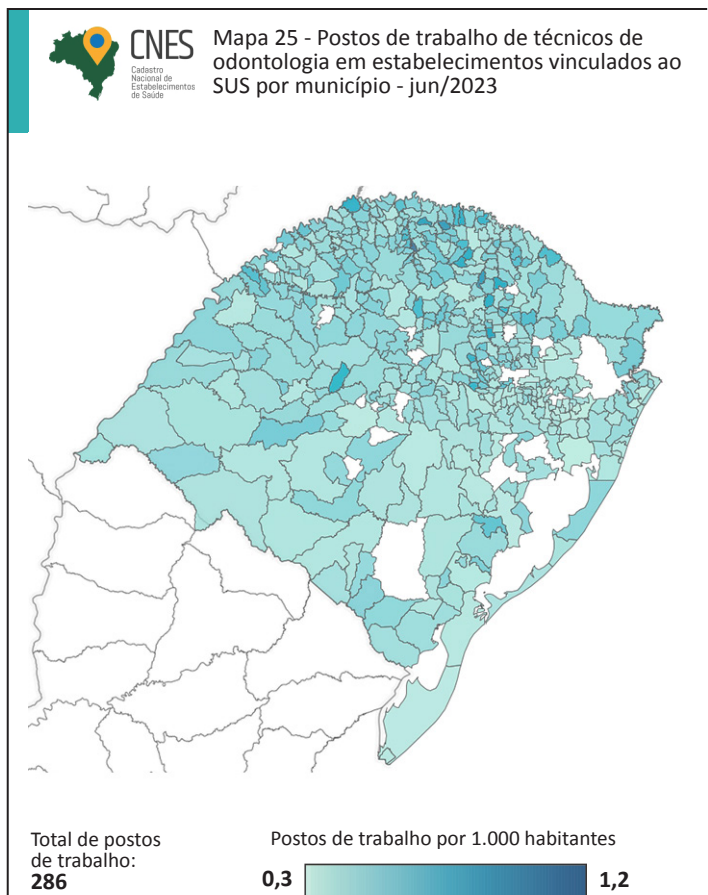 CNES
Cadastro
Nacional de
Estabelecimentos
de Saúde
Mapa 25 - Postos de trabalho de técnicos de
odontologia em estabelecimentos vinculados ao
SUS por município - jun/2023
Total de postos
de trabalho:
286
Postos de trabalho por 1.000 habitantes
0,3 1,2